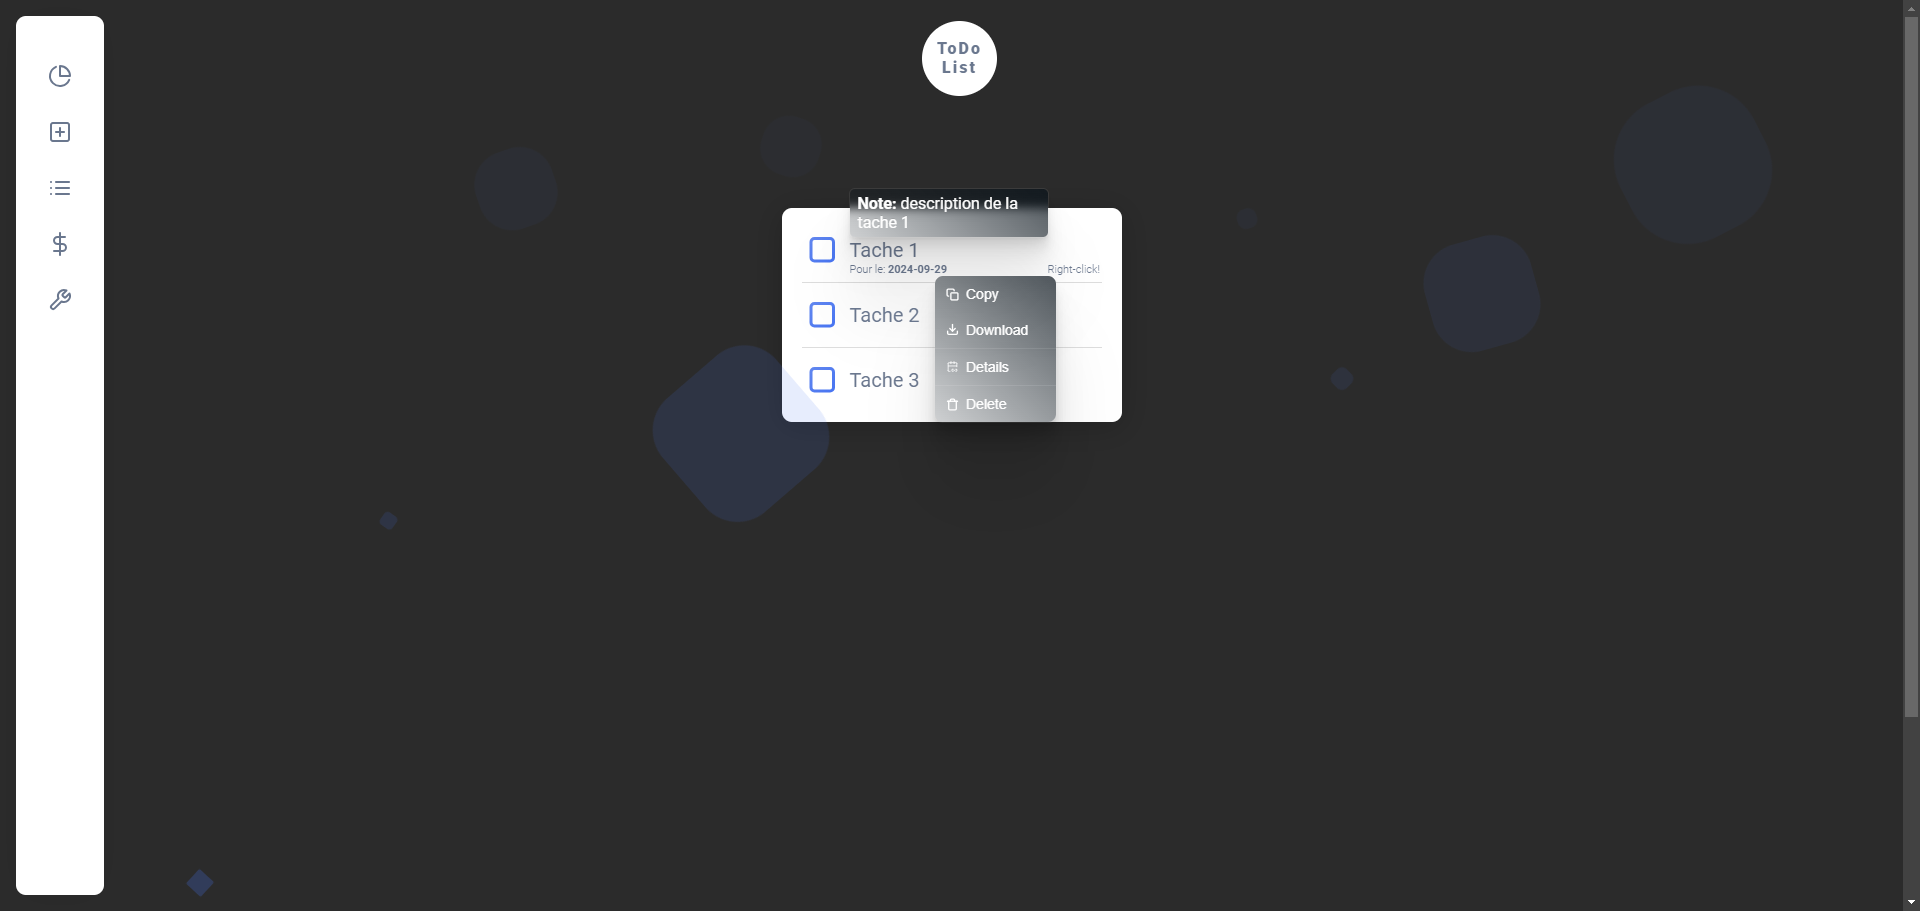 ToDo
List
Note: description de la
tache 1
Tache 1
Pour le: 2024-09-29
Right-click!
Copy
Tache 2
Download
Details
Tache 3
Delete